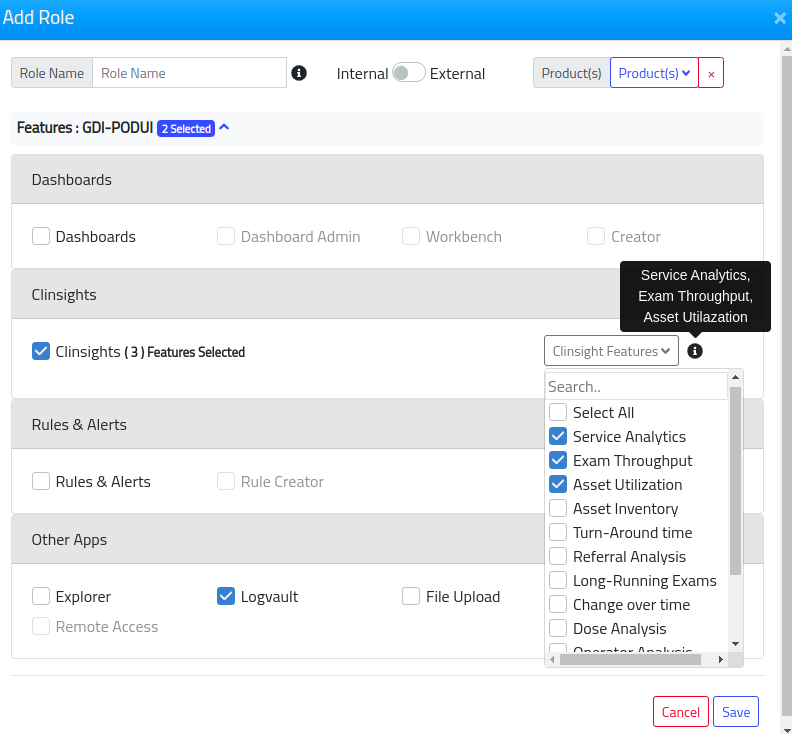 Add Role
×
Role Name Role Name Internal External Product(s) Product(s) ×
Features : GDI-PODUI 2 Selected
Dashboards
Dashboards Dashboard Admin Workbench Creator
Service Analytics,
Exam Throughput,
Asset Utilazation
Clinsights
Clinsights ( 3 ) Features Selected Clinsight Features
Search..
Select All
Service Analytics
Exam Throughput
Asset Utilization
Asset Inventory
Turn-Around time
Referral Analysis
Long-Running Exams
Change over time
Dose Analysis
Operator Analysis
Rules & Alerts
Rules & Alerts Rule Creator
Other Apps
Explorer Logvault File Upload
Remote Access
Cancel Save